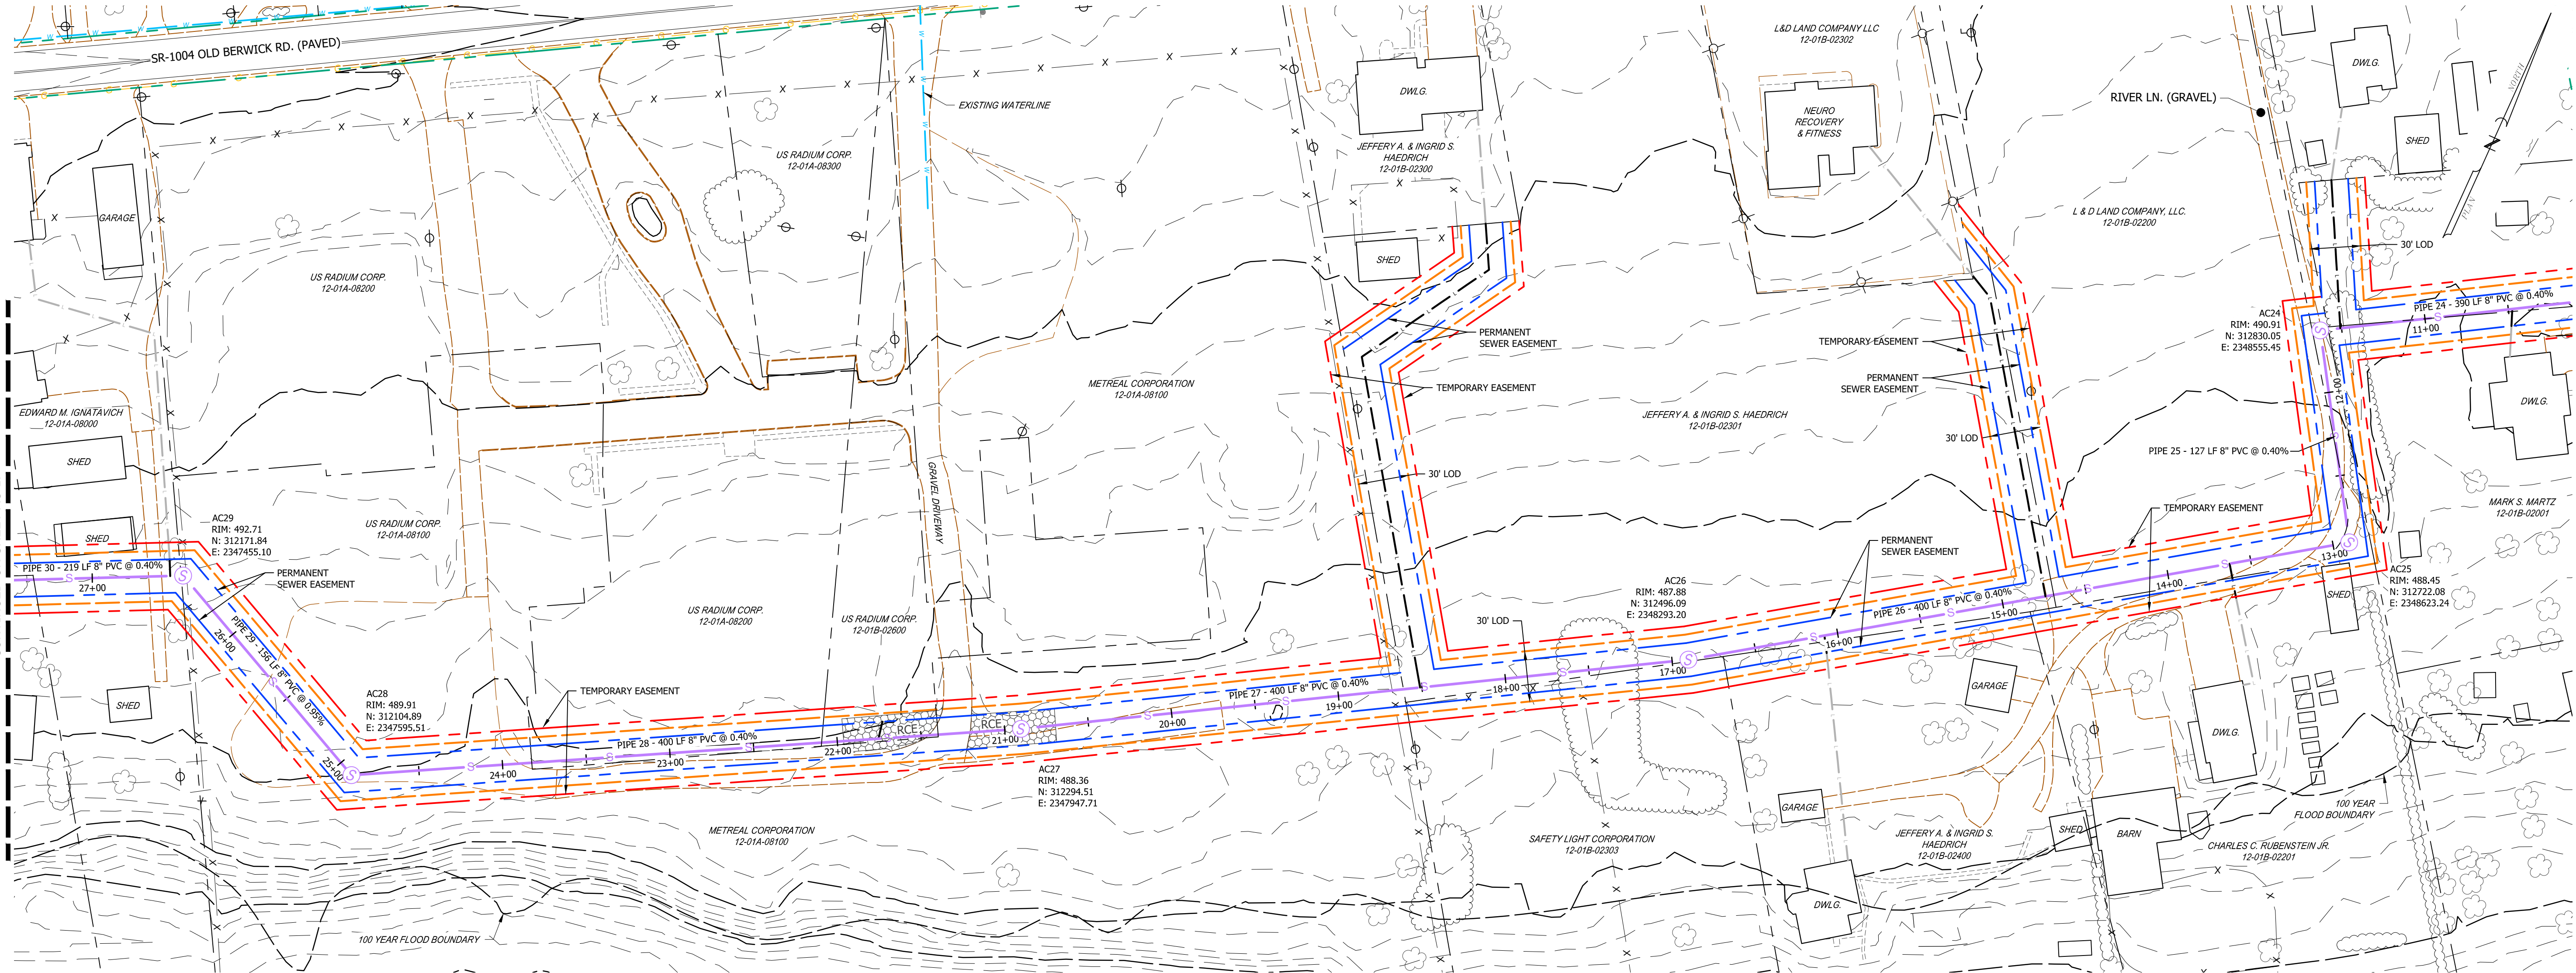 SR-1004 OLD BERWICK RD. (PAVED)
EXISTING WATERLINE
GARAGE
US RADIUM CORP.
12-01A-08300
US RADIUM CORP.
12-01A-08200
DWLG.
JEFFERY A. & INGRID S.
HAEDRICH
12-01B-02300
SHED
L&D LAND COMPANY LLC
12-01B-02302
NEURO
RECOVERY
& FITNESS
RIVER LN. (GRAVEL)
DWLG.
SHED
NORTH
PLAN
L & D LAND COMPANY, LLC.
12-01B-02200
30' LOD
PIPE 24 - 390 LF 8" PVC @ 0.40%
11+00
AC24
RIM: 490.91
N: 312830.05
E: 2348555.45
12+00
DWLG.
PERMANENT
SEWER EASEMENT
TEMPORARY EASEMENT
TEMPORARY EASEMENT
PERMANENT
SEWER EASEMENT
METREAL CORPORATION
12-01A-08100
JEFFERY A. & INGRID S. HAEDRICH
12-01B-02301
30' LOD
30' LOD
PIPE 25 - 127 LF 8" PVC @ 0.40%
MARK S. MARTZ
12-01B-02001
EDWARD M. IGNATAVICH
12-01A-08000
SHED
SHED
GRAVEL DRIVEWAY
AC29
RIM: 492.71
N: 312171.84
E: 2347455.10
US RADIUM CORP.
12-01A-08100
PIPE 30 - 219 LF 8" PVC @ 0.40%
27+00
S
PERMANENT
SEWER EASEMENT
26+00
PIPE 29 - 156 LF 8" PVC @ 0.95%
25+00
SHED
AC28
RIM: 489.91
N: 312104.89
E: 2347595.51
TEMPORARY EASEMENT
US RADIUM CORP.
12-01A-08200
US RADIUM CORP.
12-01B-02600
PIPE 28 - 400 LF 8" PVC @ 0.40%
24+00
23+00
22+00
RCE
RCE
21+00
AC27
RIM: 488.36
N: 312294.51
E: 2347947.71
PIPE 27 - 400 LF 8" PVC @ 0.40%
20+00
19+00
18+00
17+00
30' LOD
AC26
RIM: 487.88
N: 312496.09
E: 2348293.20
PERMANENT
SEWER EASEMENT
TEMPORARY EASEMENT
PIPE 26 - 400 LF 8" PVC @ 0.40%
16+00
15+00
14+00
13+00
AC25
RIM: 488.45
N: 312722.08
E: 2348623.24
SHED
GARAGE
DWLG.
100 YEAR
FLOOD BOUNDARY
METREAL CORPORATION
12-01A-08100
100 YEAR FLOOD BOUNDARY
SAFETY LIGHT CORPORATION
12-01B-02303
GARAGE
DWLG.
JEFFERY A. & INGRID S.
HAEDRICH
12-01B-02400
SHED
BARN
CHARLES C. RUBENSTEIN JR.
12-01B-02201